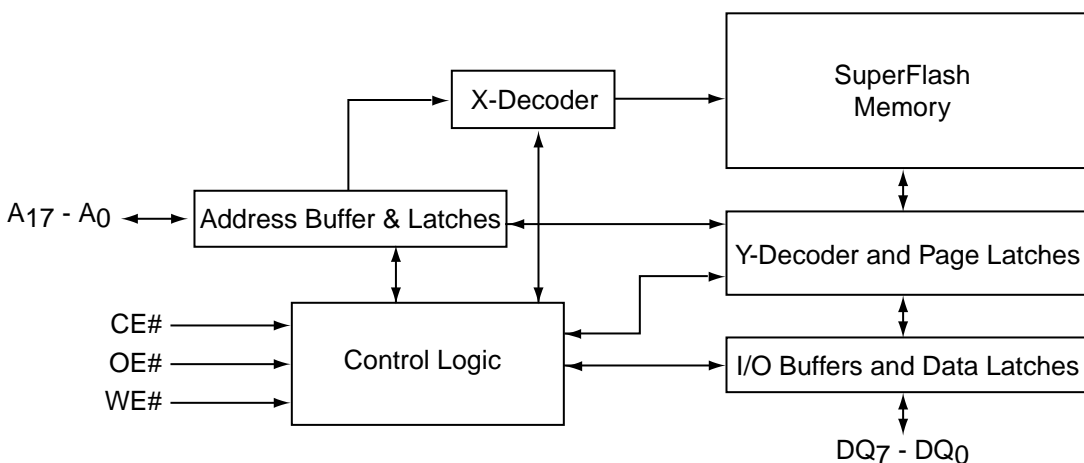 SuperFlash
Memory
X-Decoder
A17 - A0
Address Buffer & Latches
Y-Decoder and Page Latches
CE#
OE#
WE#
Control Logic
I/O Buffers and Data Latches
DQ7 - DQ0